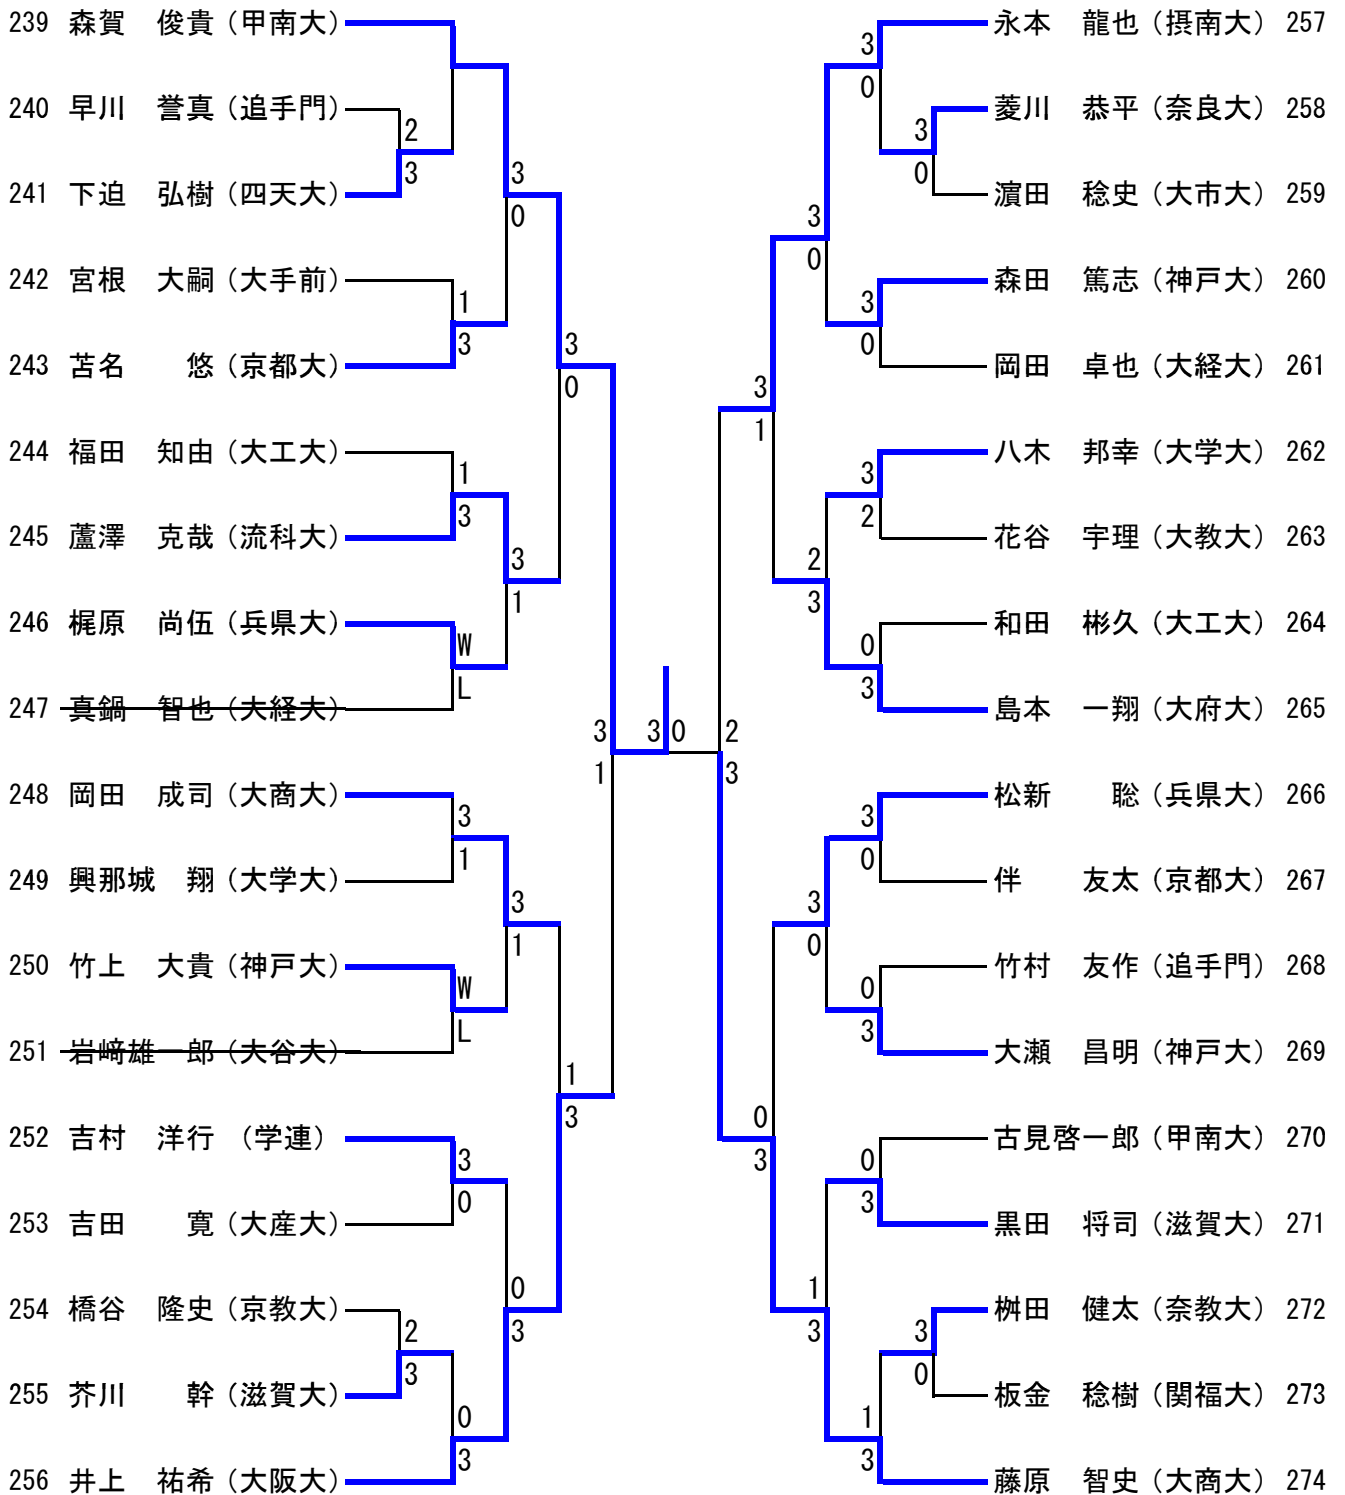 239 森賀 俊貴 (甲南大)
240 早川 誉真 (追手門)
2
3
241 下迫 弘樹 (四天大)
3
0
242 宮根 大嗣 (大手前)
1
3
243 苫名 悠 (京都大)
3
0
244 福田 知由 (大工大)
1
3
245 蘆澤 克哉 (流科大)
3
1
246 梶原 尚伍 (兵県大)
W
L
247 真鍋 智也 (大経大)
3
1
248 岡田 成司 (大商大)
3
1
249 興那城 翔 (大学大)
3
1
250 竹上 大貴 (神戸大)
W
L
251 岩﨑雄一郎 (大谷大)
1
3
252 吉村 洋行 (学連)
3
0
253 吉田 寛 (大産大)
0
3
254 橋谷 隆史 (京教大)
2
3
255 芥川 幹 (滋賀大)
0
3
256 井上 祐希 (大阪大)
3 0
永本 龍也 (摂南大) 257
3
0
菱川 恭平 (奈良大) 258
3
0
濵田 稔史 (大市大) 259
3
0
森田 篤志 (神戸大) 260
3
0
岡田 卓也 (大経大) 261
3
1
八木 邦幸 (大学大) 262
3
2
花谷 宇理 (大教大) 263
2
3
和田 彬久 (大工大) 264
0
3
島本 一翔 (大府大) 265
2
3
松新 聡 (兵県大) 266
3
0
伴 友太 (京都大) 267
3
0
竹村 友作 (追手門) 268
0
3
大瀬 昌明 (神戸大) 269
0
3
古見啓一郎 (甲南大) 270
0
3
黒田 将司 (滋賀大) 271
1
3
桝田 健太 (奈教大) 272
3
0
板金 稔樹 (関福大) 273
1
3
藤原 智史 (大商大) 274